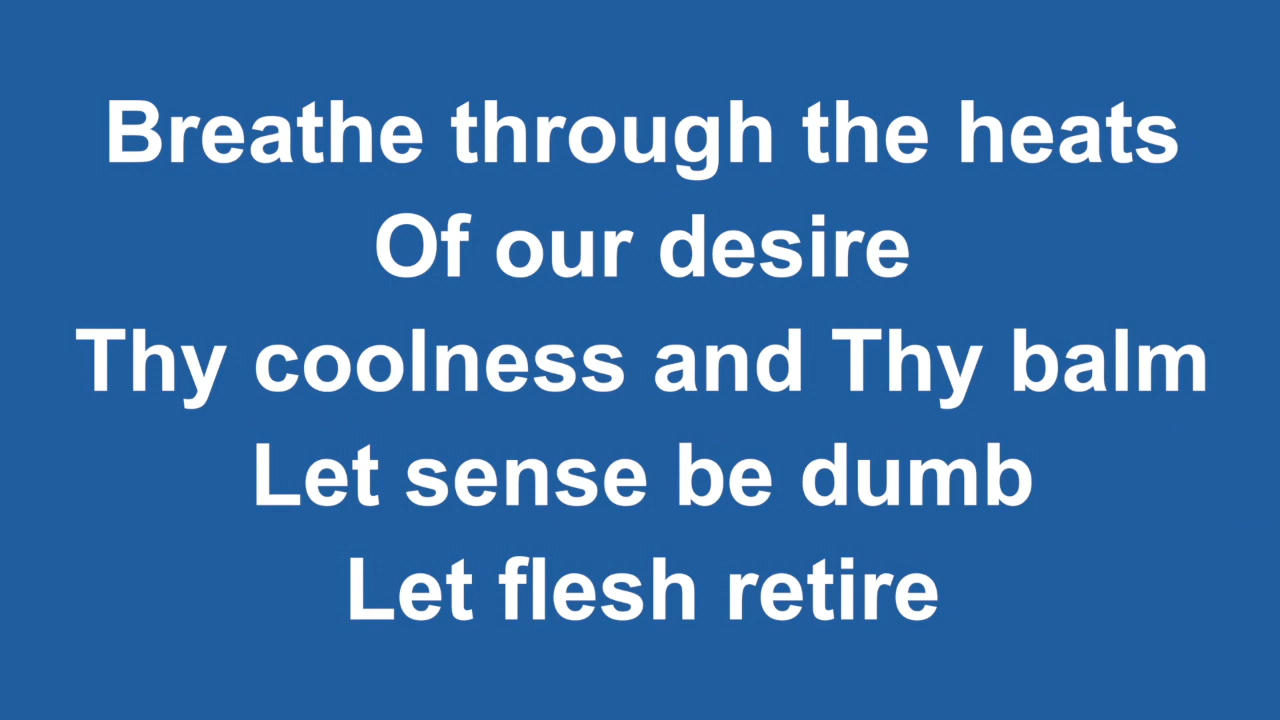 Breathe through the heats
Of our desire
Thy coolness and Thy balm
Let sense be dumb
Let flesh retire